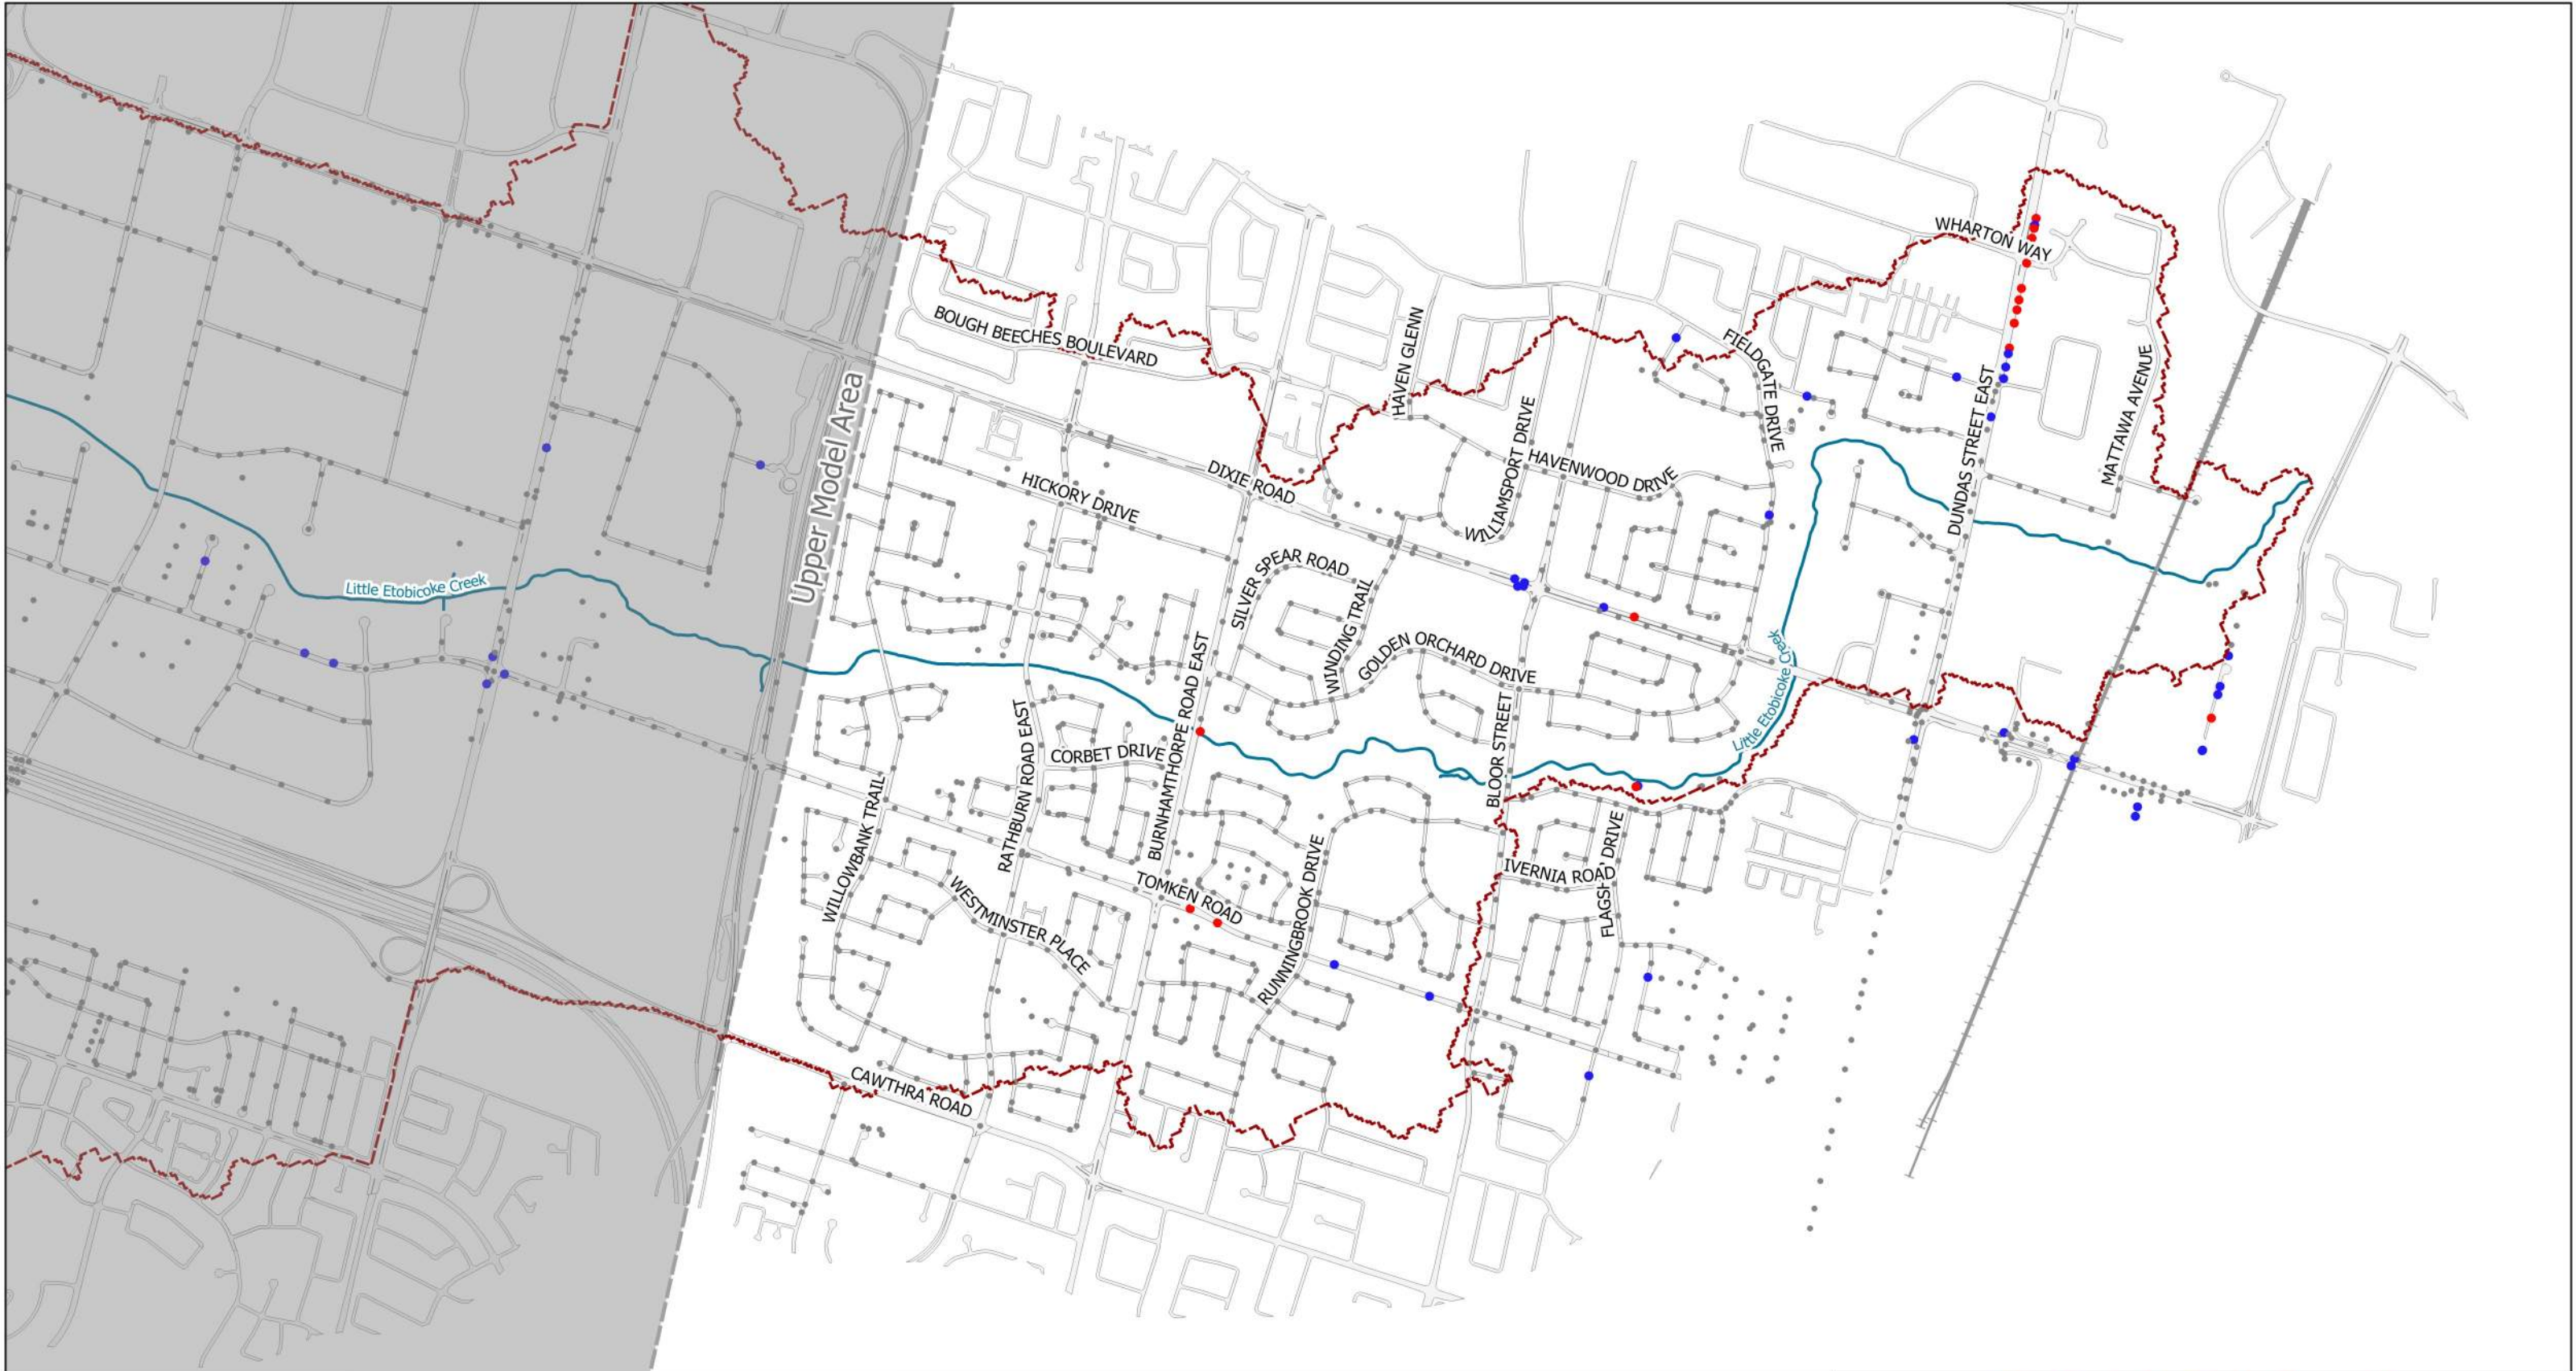 WHARTON WAY
BOUGH BEECHES BOULEVARD
HAVEN GLENN
FIELDGATE DRIVE
MATTAWA AVENUE
DUNDAS STREET EAST
Upper Model Area
WILLIAMSPORT DRIVE
HAVENWOOD DRIVE
DIXIE ROAD
HICKORY DRIVE
SILVER SPEAR ROAD
WINDING TRAIL
Little Etobicoke Creek
GOLDEN ORCHARD DRIVE
Little Etobicoke Creek
BURNHAMTHORPE ROAD EAST
RATHBURN ROAD EAST
CORBET DRIVE
BLOOR STREET
WILLOWBANK TRAIL
TOMKEN ROAD
WESTMINSTER PLACE
RUNNINGBROOK DRIVE
IVERNIA ROAD
FLAGSH DRIVE
CAWTHRA ROAD